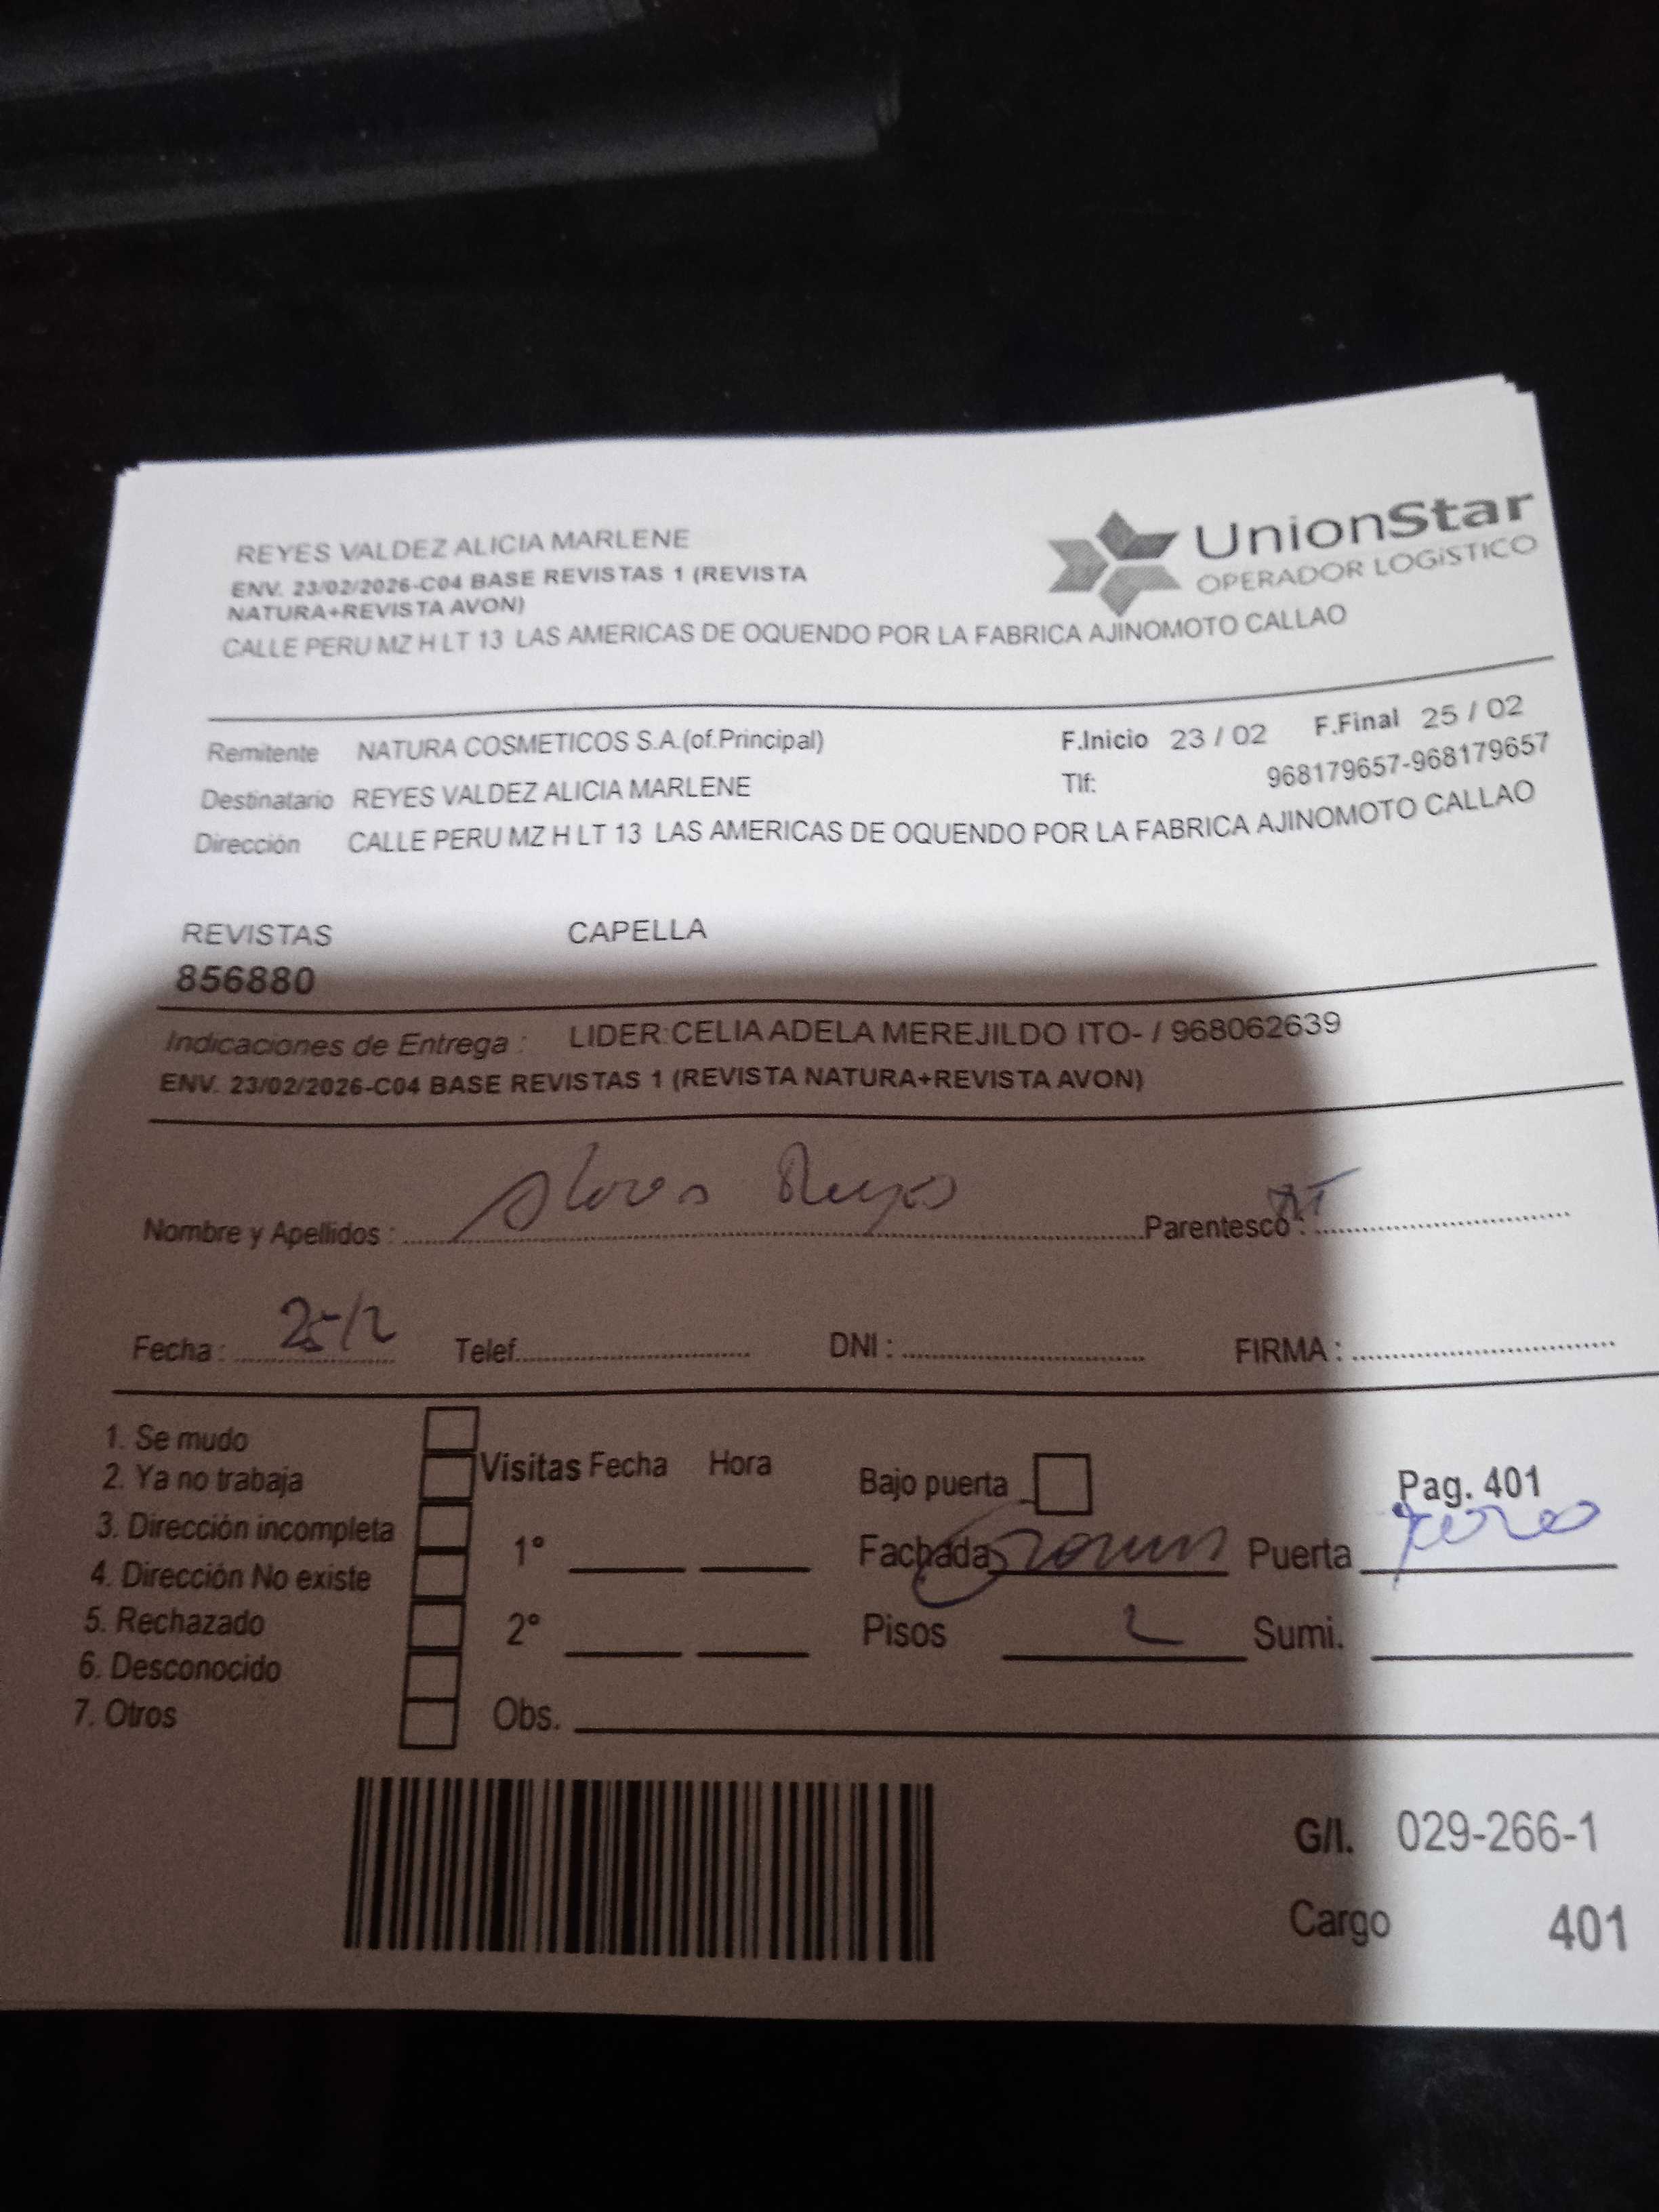 REYES VALDEZ ALICIA MARLENE
ENV. 23/02/2026-C04 BASE REVISTAS 1 (REVISTA
NATURA+REVISTA AVON)
CALLE PERU MZ H LT 13 LAS AMERICAS DE OQUENDO POR LA FABRICA AJINOMOTO CALLAO
UnionStar
OPERADOR LOGíSTICO
Remitente NATURA COSMETICOS S.A.(of.Principal) F.Inicio 23 / 02 F.Final 25 / 02
Destinatario REYES VALDEZ ALICIA MARLENE Tlf: 968179657-968179657
Dirección CALLE PERU MZ H LT 13 LAS AMERICAS DE OQUENDO POR LA FABRICA AJINOMOTO CALLAO
REVISTAS CAPELLA
856880
Indicaciones de Entrega : LIDER:CELIA ADELA MEREJILDO ITO- / 968062639
ENV. 23/02/2026-C04 BASE REVISTAS 1 (REVISTA NATURA+REVISTA AVON)
Nombre y Apellidos : Reyes Parentesco :
Fecha : 25/2 Telef. DNI : FIRMA :
1. Se mudo
2. Ya no trabaja
3. Dirección incompleta
4. Dirección No existe
5. Rechazado
6. Desconocido
7. Otros
Visitas Fecha Hora
1°
2°
Obs.
Bajo puerta
Fachada
Pisos 2
Pag. 401
Puerta
Sumi.
G/I. 029-266-1
Cargo 401